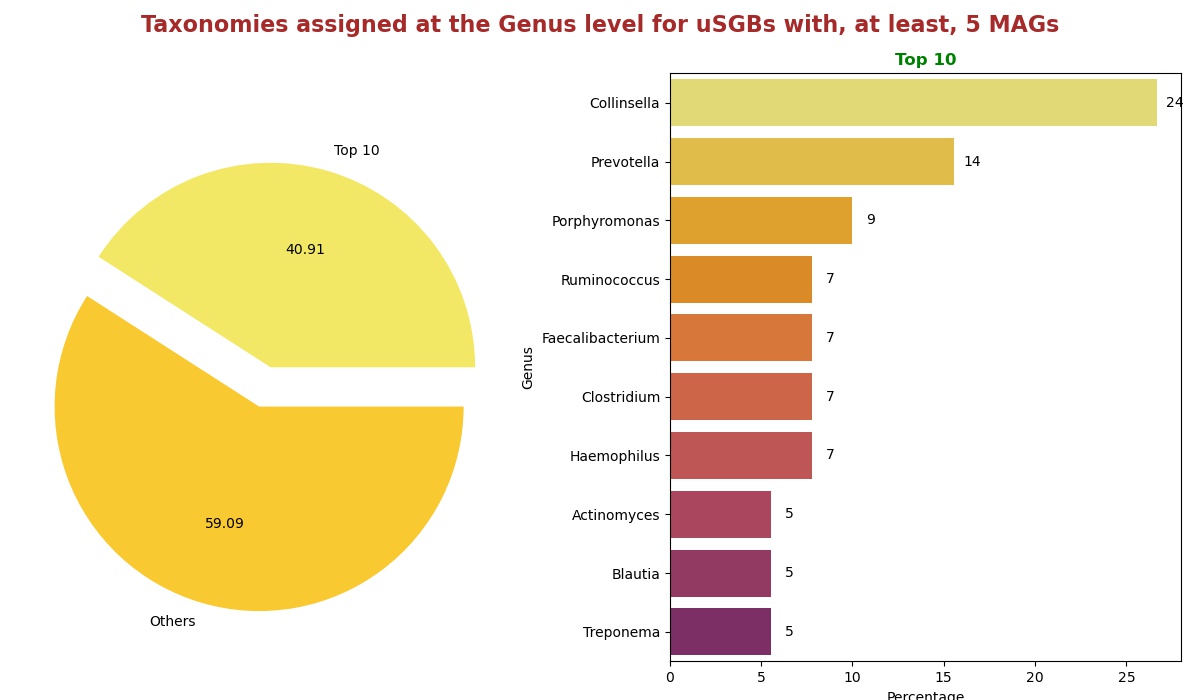 Taxonomies assigned at the Genus level for uSGBs with, at least, 5 MAGs
Top 10
40.91
59.09
Others
Top 10
Genus
Collinsella 24
Prevotella 14
Porphyromonas 9
Ruminococcus 7
Faecalibacterium 7
Clostridium 7
Haemophilus 7
Actinomyces 5
Blautia 5
Treponema 5
0 5 10 15 20 25
Percentage